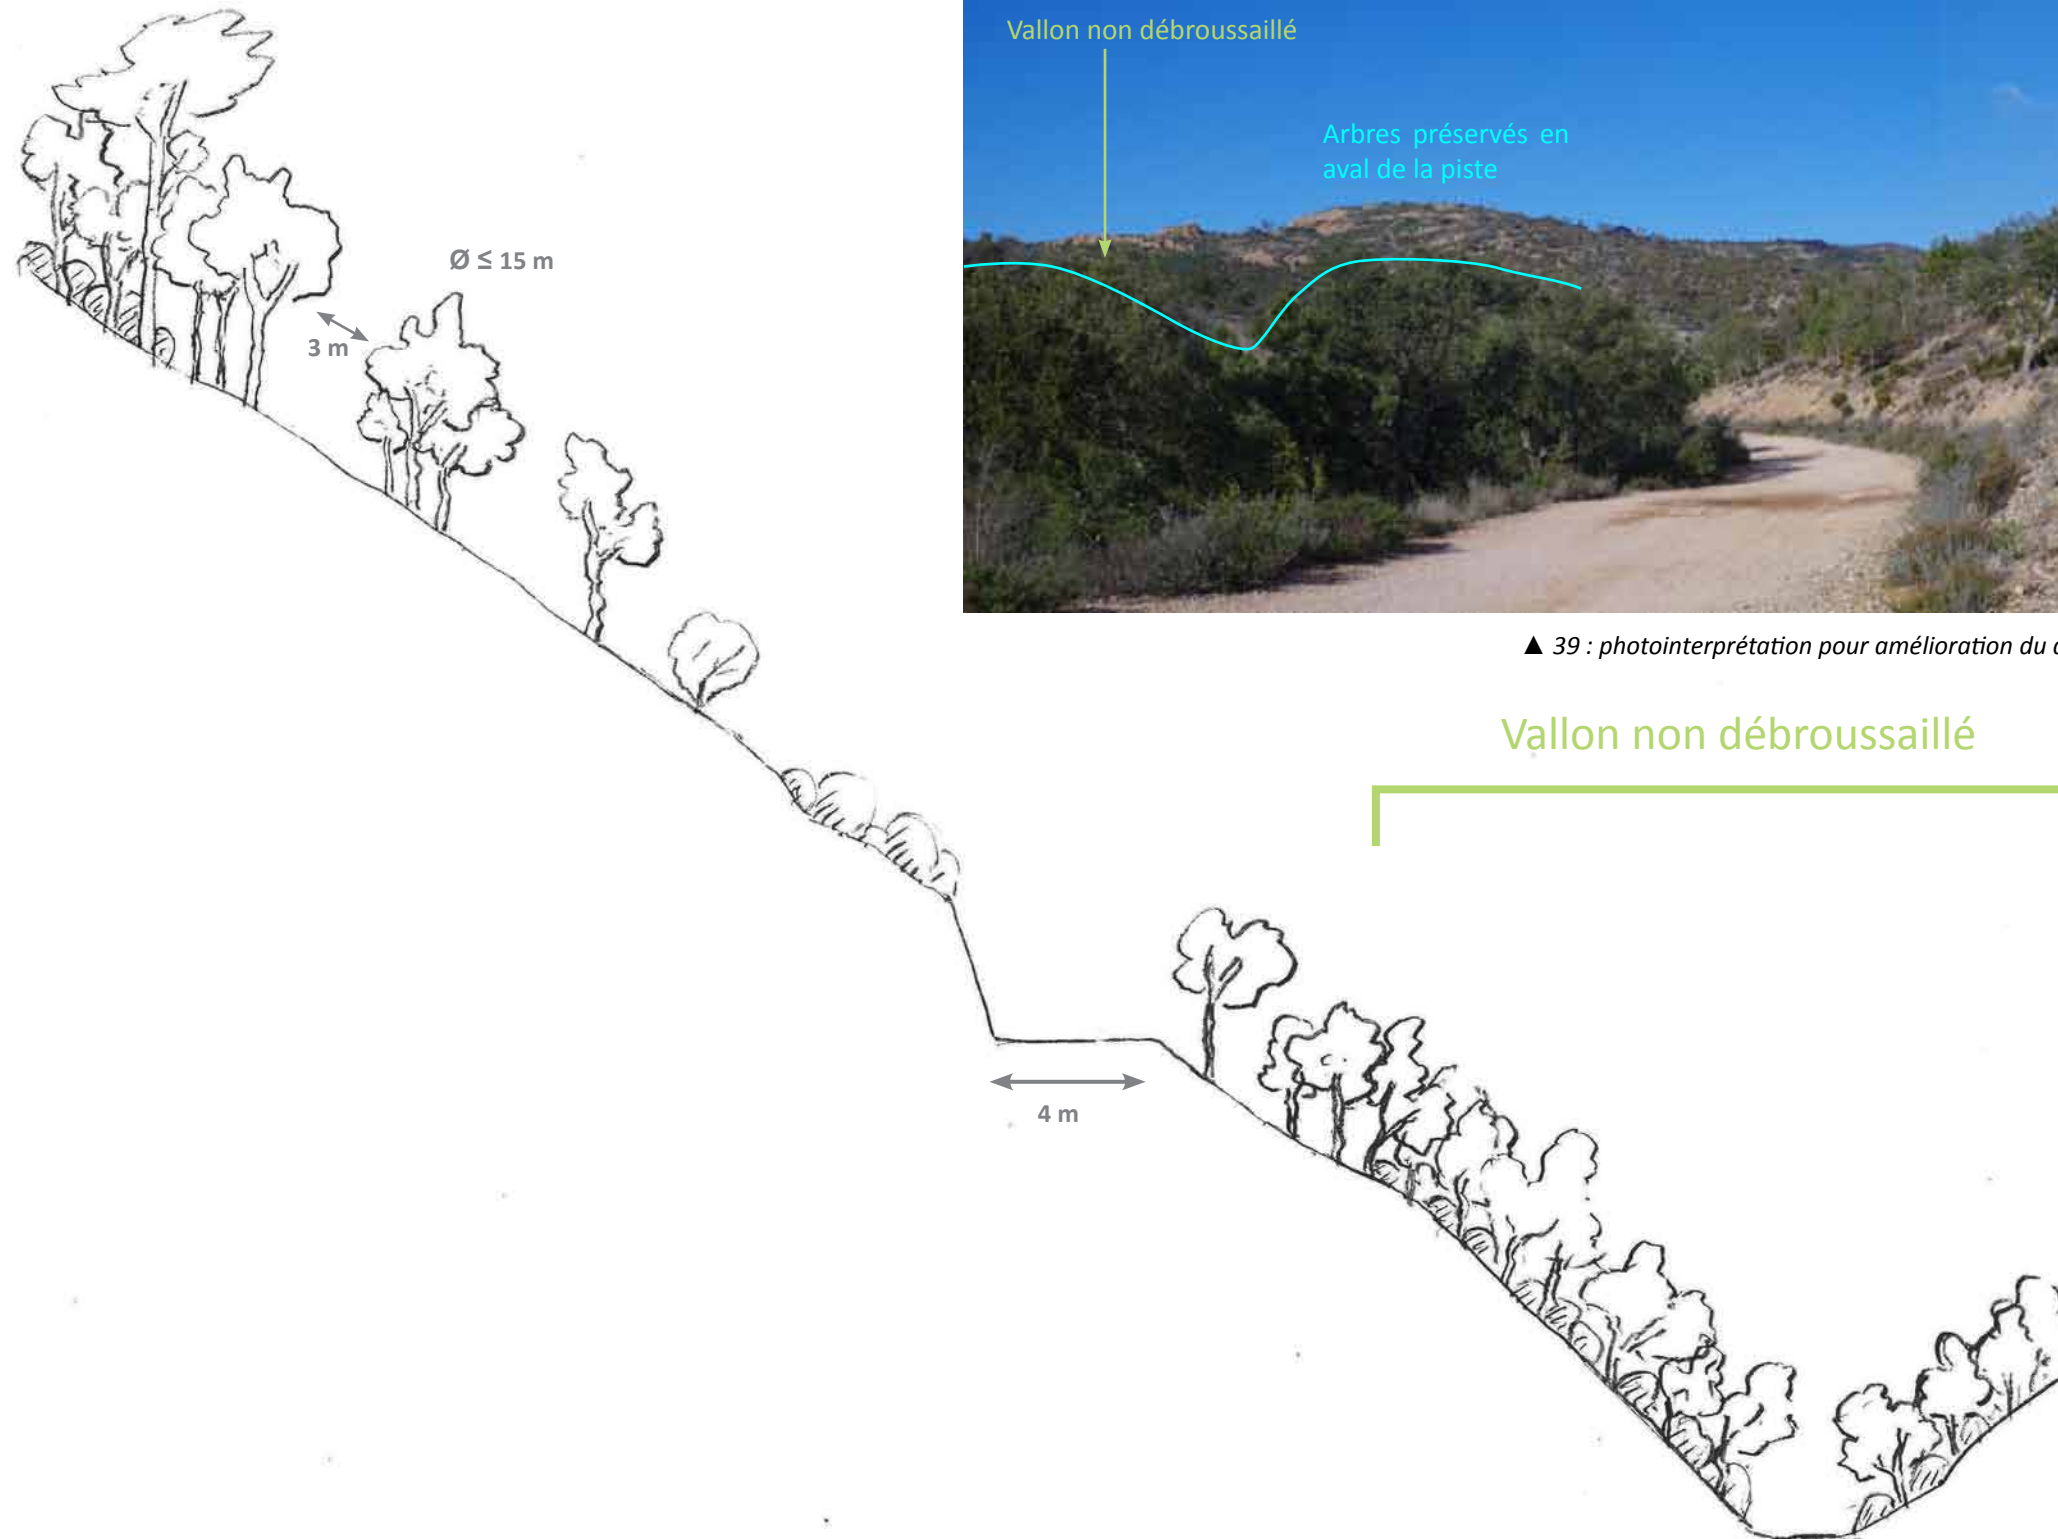 Vallon non débroussaillé
Arbres préservés en
aval de la piste
Ø ≤ 15 m
3 m
▲ 39 : photointerprétation pour amélioration du
Vallon non débroussaillé
4 m